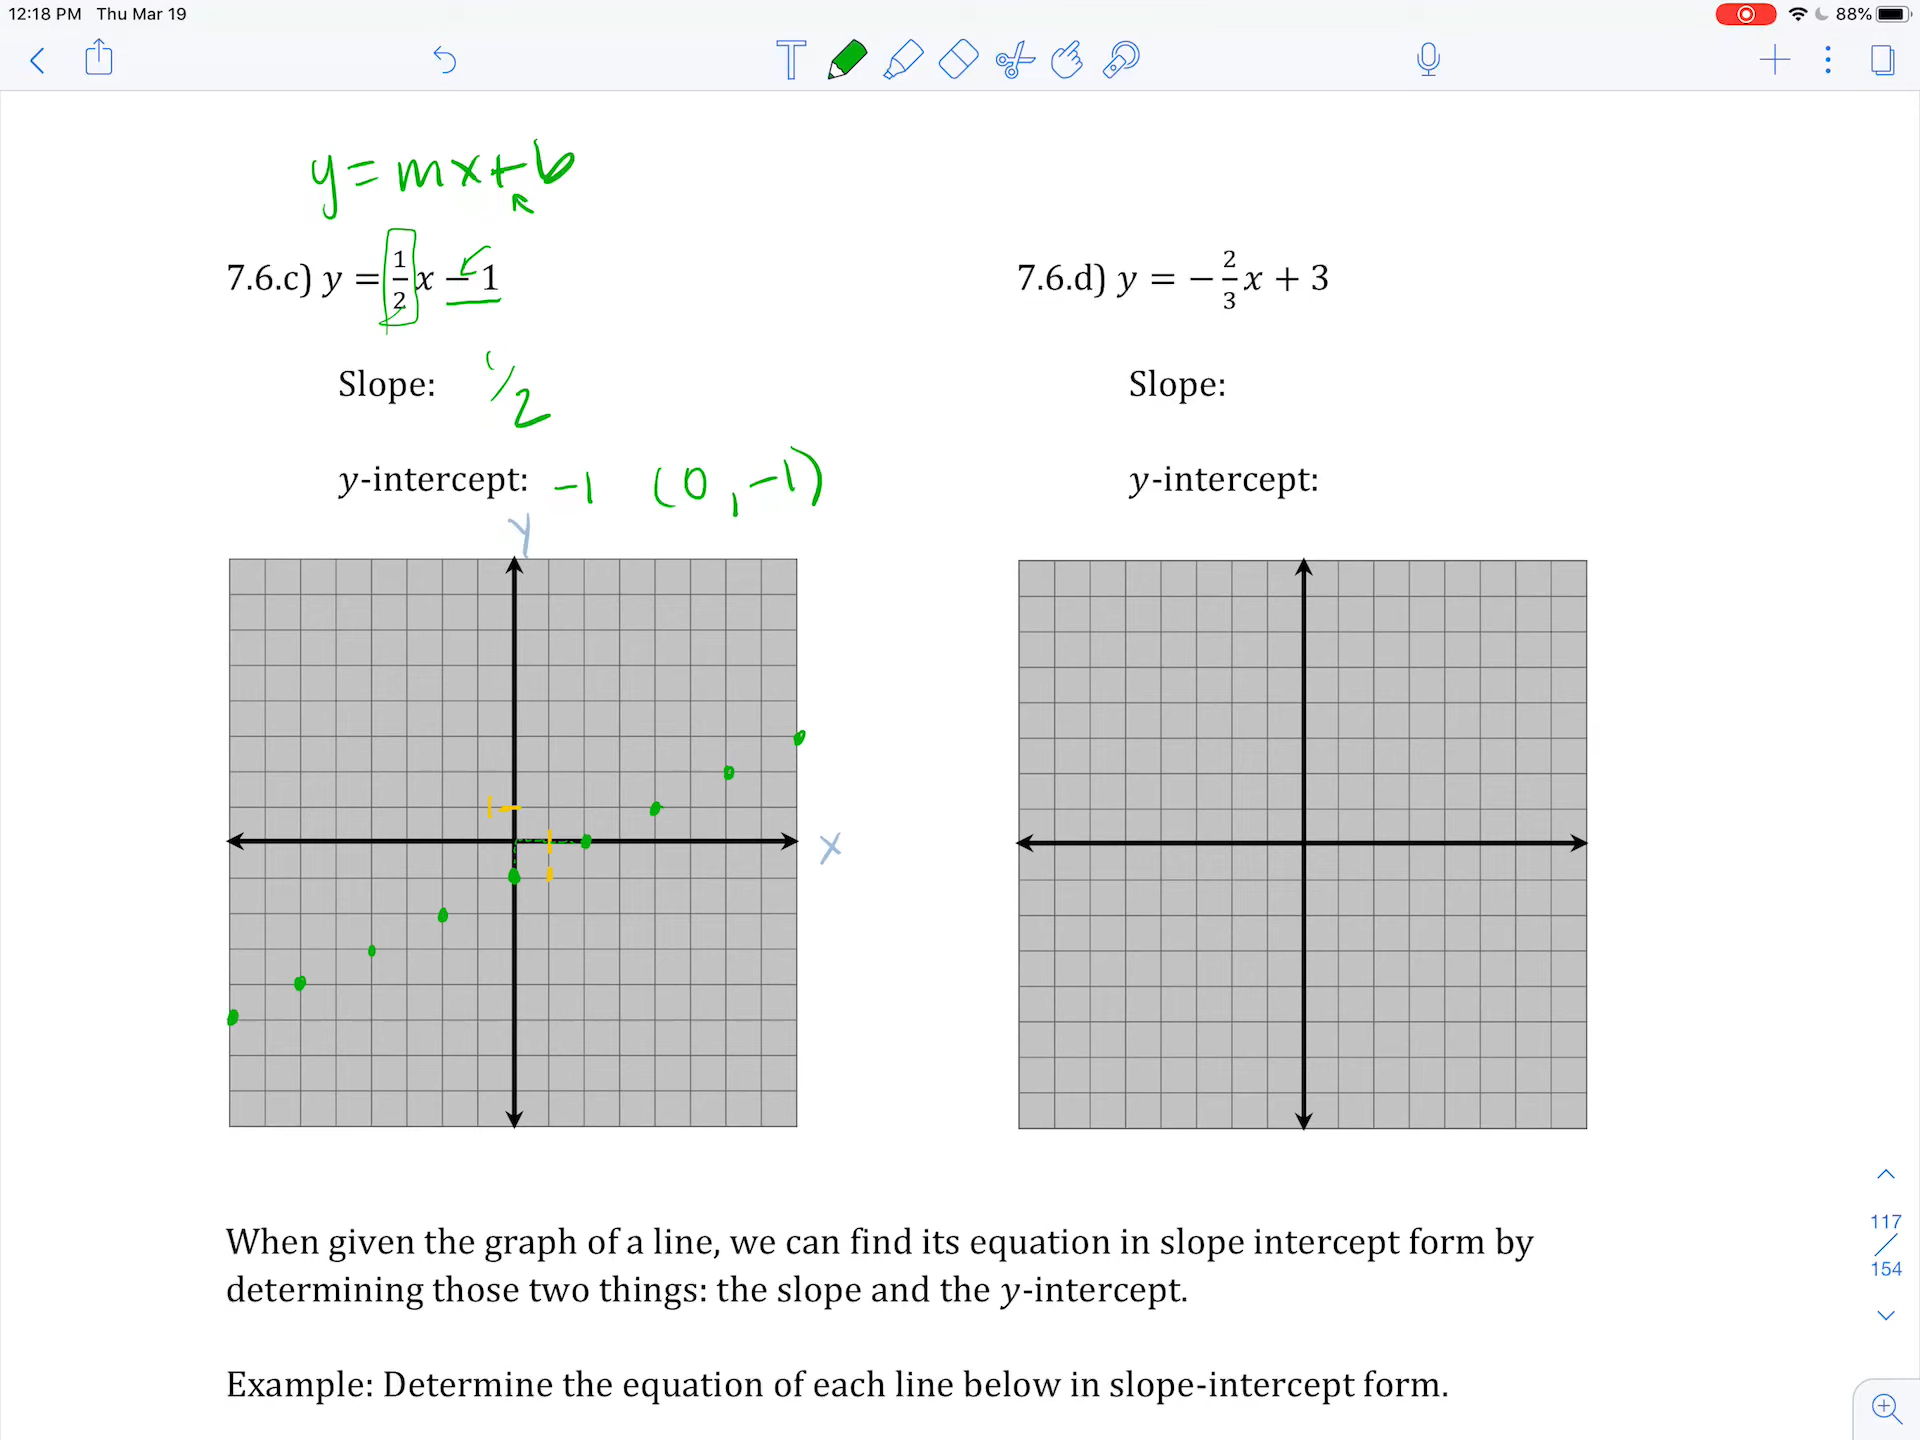 12:18 PM Thu Mar 19
88%
T
y = mx + b
7.6.c) y = 1/2 x − 1
Slope: 1/2
y-intercept: −1 (0, −1)
y
1
1
x
7.6.d) y = − 2/3 x + 3
Slope:
y-intercept:
When given the graph of a line, we can find its equation in slope intercept form by
determining those two things: the slope and the y-intercept.
Example: Determine the equation of each line below in slope-intercept form.
117
/
154